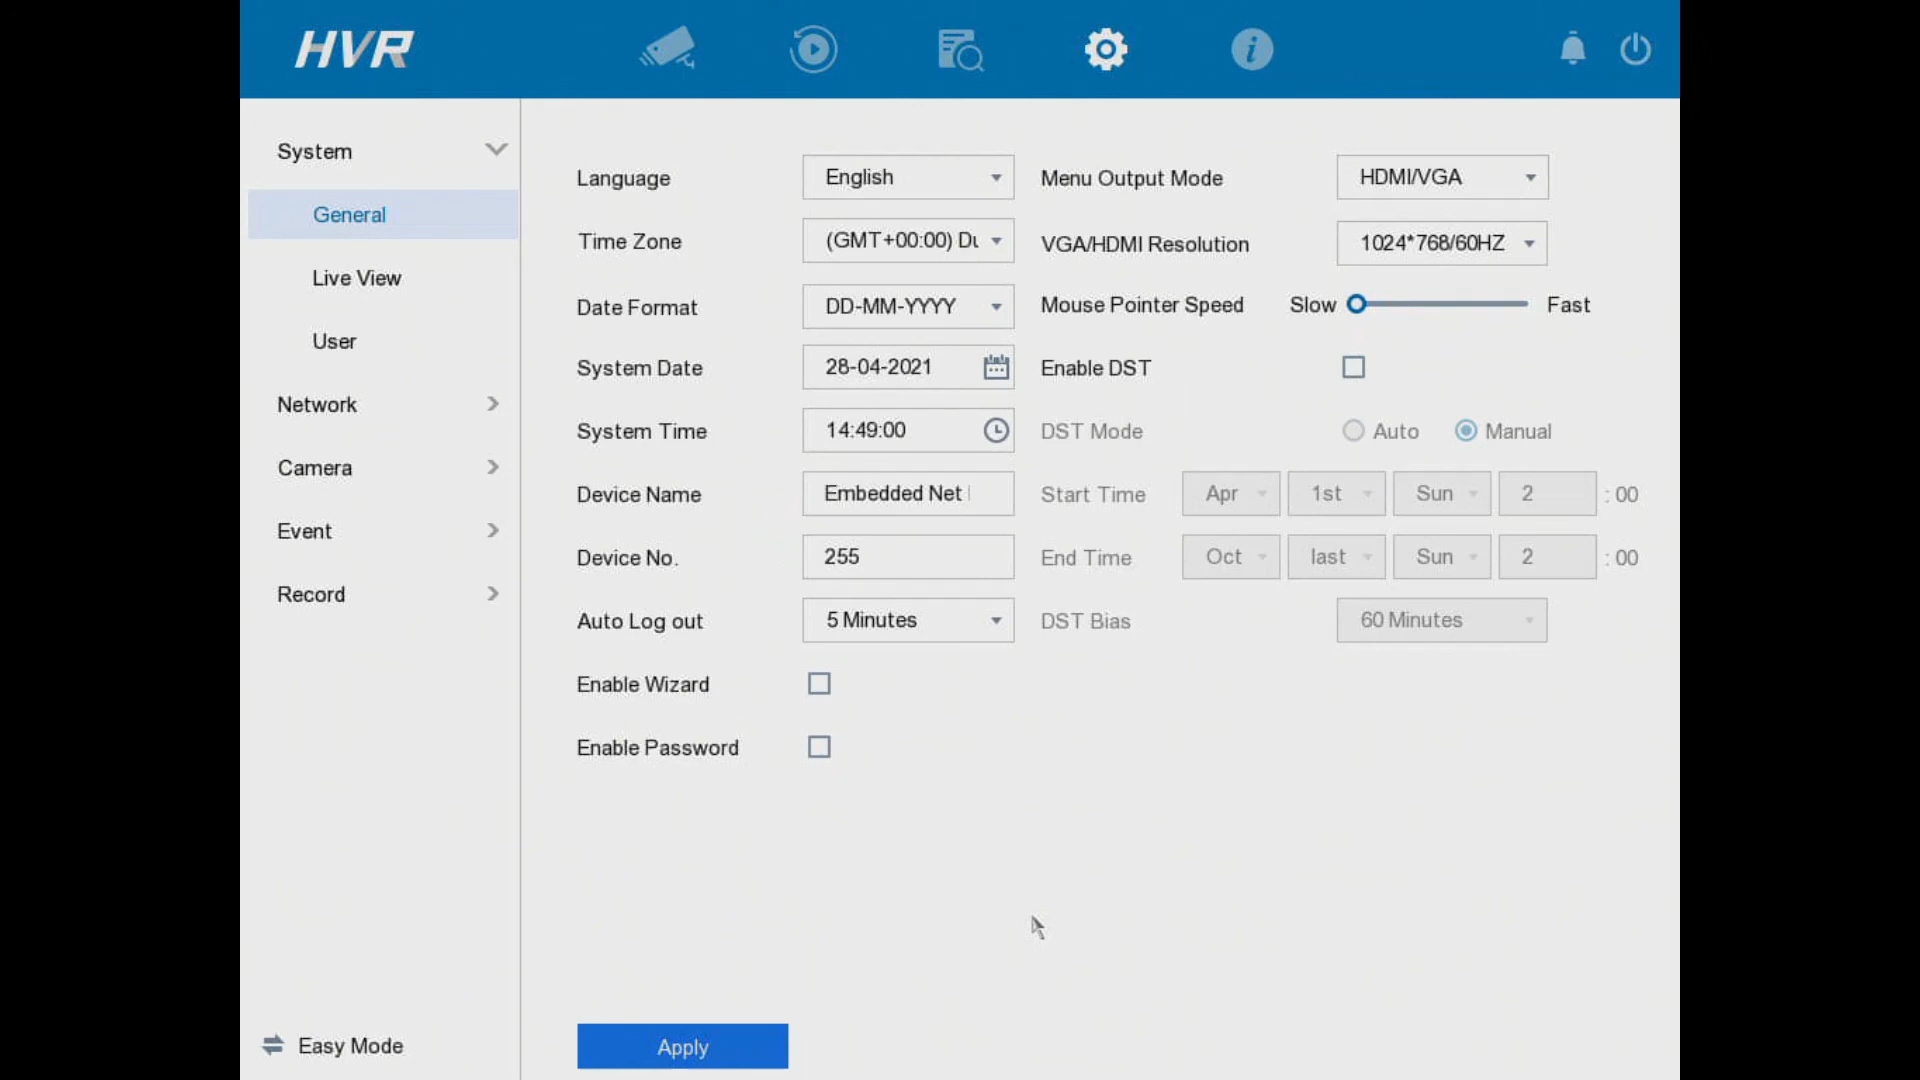 HVR
System
General
Live View
User
Network
Camera
Event
Record
Easy Mode
Language English
Time Zone (GMT+00:00) Du
Date Format DD-MM-YYYY
System Date 28-04-2021
System Time 14:49:00
Device Name Embedded Net
Device No. 255
Auto Log out 5 Minutes
Enable Wizard
Enable Password
Menu Output Mode HDMI/VGA
VGA/HDMI Resolution 1024*768/60HZ
Mouse Pointer Speed Slow Fast
Enable DST
DST Mode Auto Manual
Start Time Apr 1st Sun 2 : 00
End Time Oct last Sun 2 : 00
DST Bias 60 Minutes
Apply